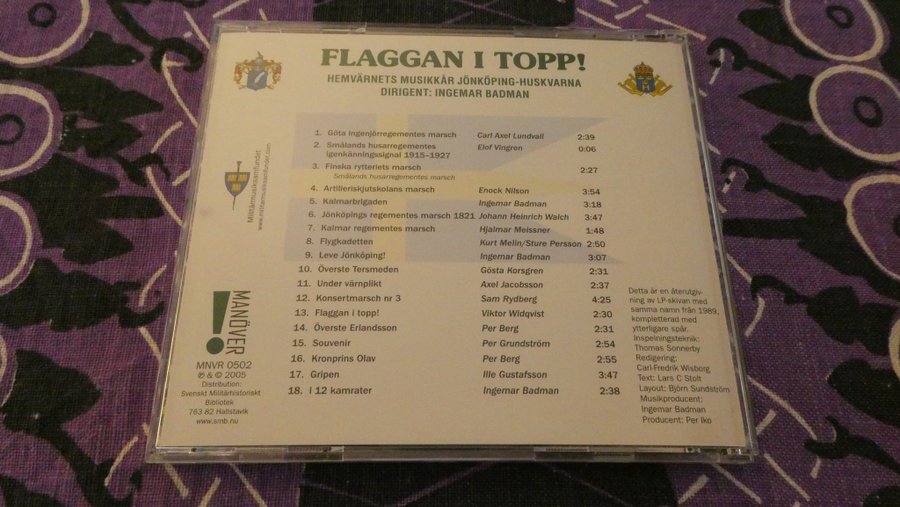 FLAGGAN I TOPP!
HEMVÄRNETS MUSIKKÅR JÖNKÖPING-HUSKVARNA
DIRIGENT: INGEMAR BADMAN
1. Göta ingenjörregementes marsch Carl Axel Lundvall 2:39
2. Smålands husarregementes Elof Vingren 0:06
igenkänningssignal 1915-1927
3. Finska rytteriets marsch 2:27
Smålands husarregementes marsch
4. Artilleriskjutskolans marsch Enock Nilson 3:54
5. Kalmarbrigaden Ingemar Badman 3:18
6. Jönköpings regementes marsch 1821 Johann Heinrich Walch 3:47
7. Kalmar regementes marsch Hjalmar Meissner 1:48
8. Flygkadetten Kurt Melin/Sture Persson 2:50
9. Leve Jönköping! Ingemar Badman 3:07
10. Överste Tersmeden Gösta Korsgren 2:31
11. Under värnplikt Axel Jacobsson 2:37
12. Konsertmarsch nr 3 Sam Rydberg 4:25
13. Flaggan i topp! Viktor Widqvist 2:30
14. Överste Erlandsson Per Berg 2:31
15. Souvenir Per Grundström 2:54
16. Kronprins Olav Per Berg 2:55
17. Gripen Ille Gustafsson 3:47
18. I 12 kamrater Ingemar Badman 2:38
Militärmusiksamfundet
www.militarmusiksamfundet.com
MANÖVER
MNVR 0502
℗ & © 2005
Distribution:
Svenskt Militärhistoriskt
Bibliotek
763 82 Hallstavik
www.smb.nu
Detta är en återutgiv-
ning av LP-skivan med
samma namn från 1989,
kompletterad med
ytterligare spår.
Inspelningsteknik:
Thomas Sonnerby
Redigering:
Carl-Fredrik Wisborg
Text: Lars C Stolt
Layout: Björn Sundström
Musikproducent:
Ingemar Badman
Producent: Per Iko